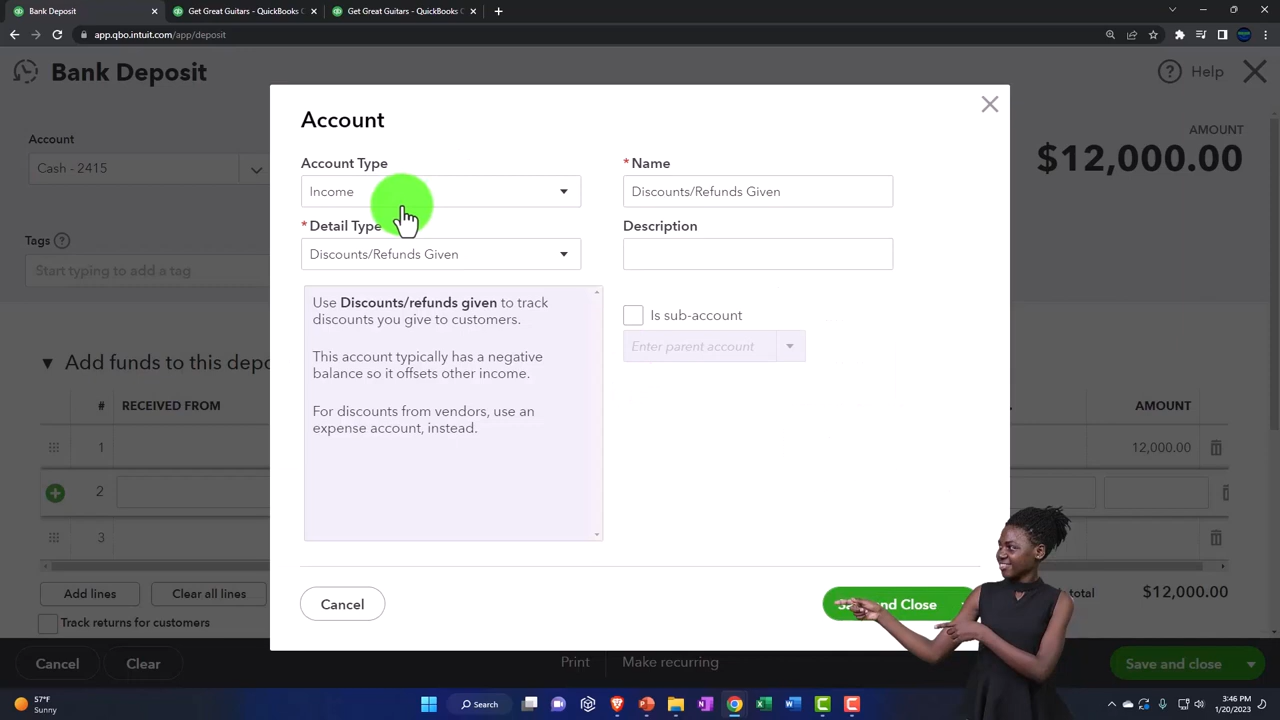 Bank Deposit
Get Great Guitars - QuickBooks
Get Great Guitars - QuickBooks
app.qbo.intuit.com/app/deposit
Bank Deposit
Help
Account
AMOUNT
Cash - 2415
$12,000.00
Tags
Start typing to add a tag
Account
Account Type
* Name
Income
Discounts/Refunds Given
* Detail Type
Description
Discounts/Refunds Given
Use Discounts/refunds given to track
discounts you give to customers.
Is sub-account
This account typically has a negative
balance so it offsets other income.
Enter parent account
For discounts from vendors, use an
expense account, instead.
Add funds to this depo
# RECEIVED FROM
AMOUNT
1
12,000.00
2
3
Add lines
Clear all lines
Cancel
and Close
total
$12,000.00
Track returns for customers
Cancel
Clear
Print
Make recurring
Save and close
57°F
Sunny
Search
3:46 PM
1/20/2023